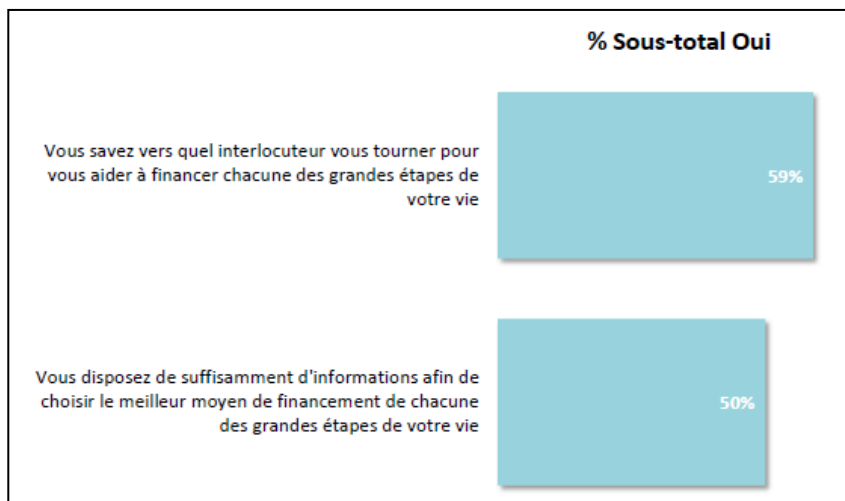 % Sous-total Oui
Vous savez vers quel interlocuteur vous tourner pour
vous aider à financer chacune des grandes étapes de
votre vie
59%
Vous disposez de suffisamment d'informations afin de
choisir le meilleur moyen de financement de chacune
des grandes étapes de votre vie
50%